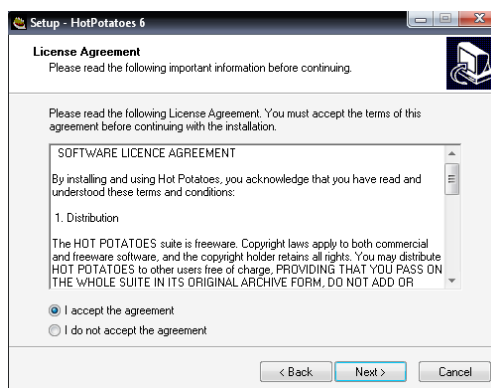 Setup - HotPotatoes 6
License Agreement
Please read the following important information before continuing.
Please read the following License Agreement. You must accept the terms of this
agreement before continuing with the installation.
SOFTWARE LICENCE AGREEMENT
By installing and using Hot Potatoes, you acknowledge that you have read and
understood these terms and conditions:
1. Distribution
The HOT POTATOES suite is freeware. Copyright laws apply to both commercial
and freeware software, and the copyright holder retains all rights. You may distribute
HOT POTATOES to other users free of charge, PROVIDING THAT YOU PASS ON
THE WHOLE SUITE IN ITS ORIGINAL ARCHIVE FORM, DO NOT ADD OR
I accept the agreement
I do not accept the agreement
< Back
Next >
Cancel